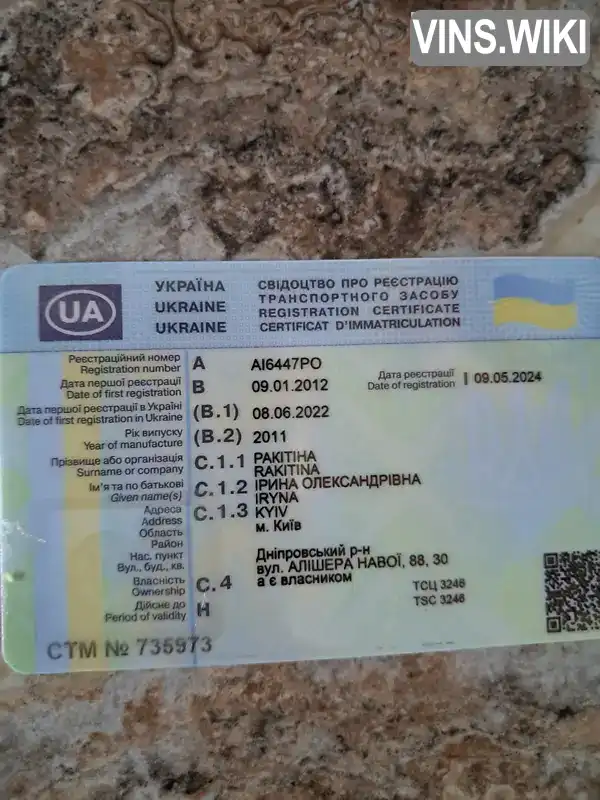 VINS.WIKI
УКРАЇНА СВІДОЦТВО ПРО РЕЄСТРАЦІЮ
ТРАНСПОРТНОГО ЗАСОБУ
UA UKRAINE REGISTRATION CERTIFICATE
UKRAINE CERTIFICAT D'IMMATRICULATION
Реєстраційний номер
Registration number A АІ6447РО
Дата першої реєстрації
Date of first registration B 09.01.2012
Дата реєстрації
Date of registration I 09.05.2024
Дата першої реєстрації в Україні
Date of first registration in Ukraine (B.1) 08.06.2022
Рік випуску
Year of manufacture (B.2) 2011
Прізвище або організація
Surname or company C.1.1 РАКІТІНА
RAKITINA
Ім'я та по батькові
Given name(s) C.1.2 ІРИНА ОЛЕКСАНДРІВНА
IRYNA
Адреса
Address C.1.3 KYIV
Область м. Київ
Район
Нас. пункт Дніпровський р-н
Вул., буд., кв. вул. АЛІШЕРА НАВОЇ, 88, 30
Власність
Ownership C.4 а є власником
ТСЦ 3246
TSC 3246
Дійсне до
Period of validity H
СТМ № 735973